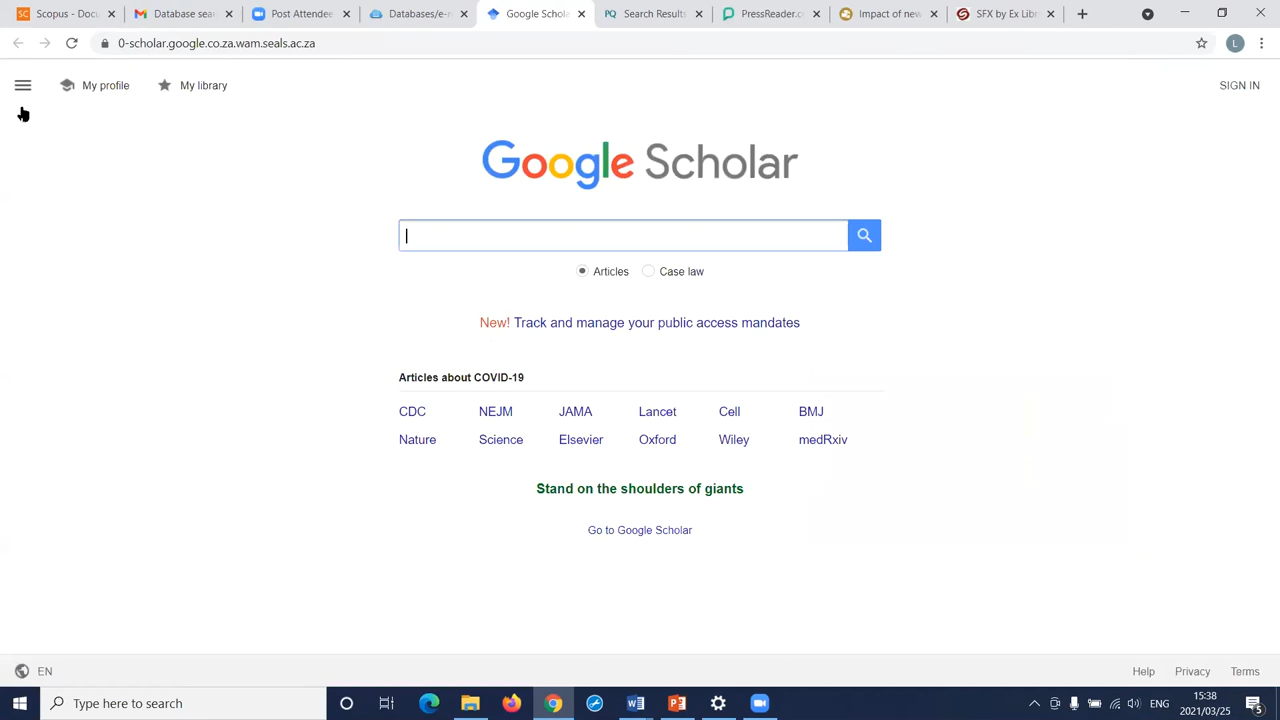 Scopus - Docu
Database sear
Post Attendee
Databases/e-r
Google Schola
PQ Search Results
PressReader.co
Impact of new
SFX by Ex Libr
0-scholar.google.co.za.wam.seals.ac.za
L
My profile
My library
SIGN IN
Google Scholar
Articles
Case law
New! Track and manage your public access mandates
Articles about COVID-19
CDC NEJM JAMA Lancet Cell BMJ
Nature Science Elsevier Oxford Wiley medRxiv
Stand on the shoulders of giants
Go to Google Scholar
EN
Help Privacy Terms
Type here to search
ENG
15:38
2021/03/25
5